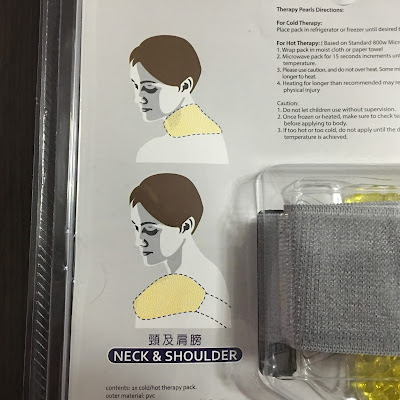 Therapy Pearls Directions:
For Cold Therapy:
Place pack in refrigerator or freezer until desired t
For Hot Therapy: ( Based on Standard 800w Micr
1. Wrap pack in moist cloth or paper towel
2. Microwave pack for 15 seconds increments unti
temperature.
3. Please use caution, and do not over heat. Some m
longer to heat.
4. Heating for longer than recommended may re
physical injury
Caution:
1. Do not let children use without supervision.
2. Once frozen or heated, make sure to check te
before applying to body.
3. If too hot or too cold, do not apply until the d
temperature is achieved.
頸及肩膀
NECK & SHOULDER
contents: 1x cold/hot therapy pack.
outer material: pvc